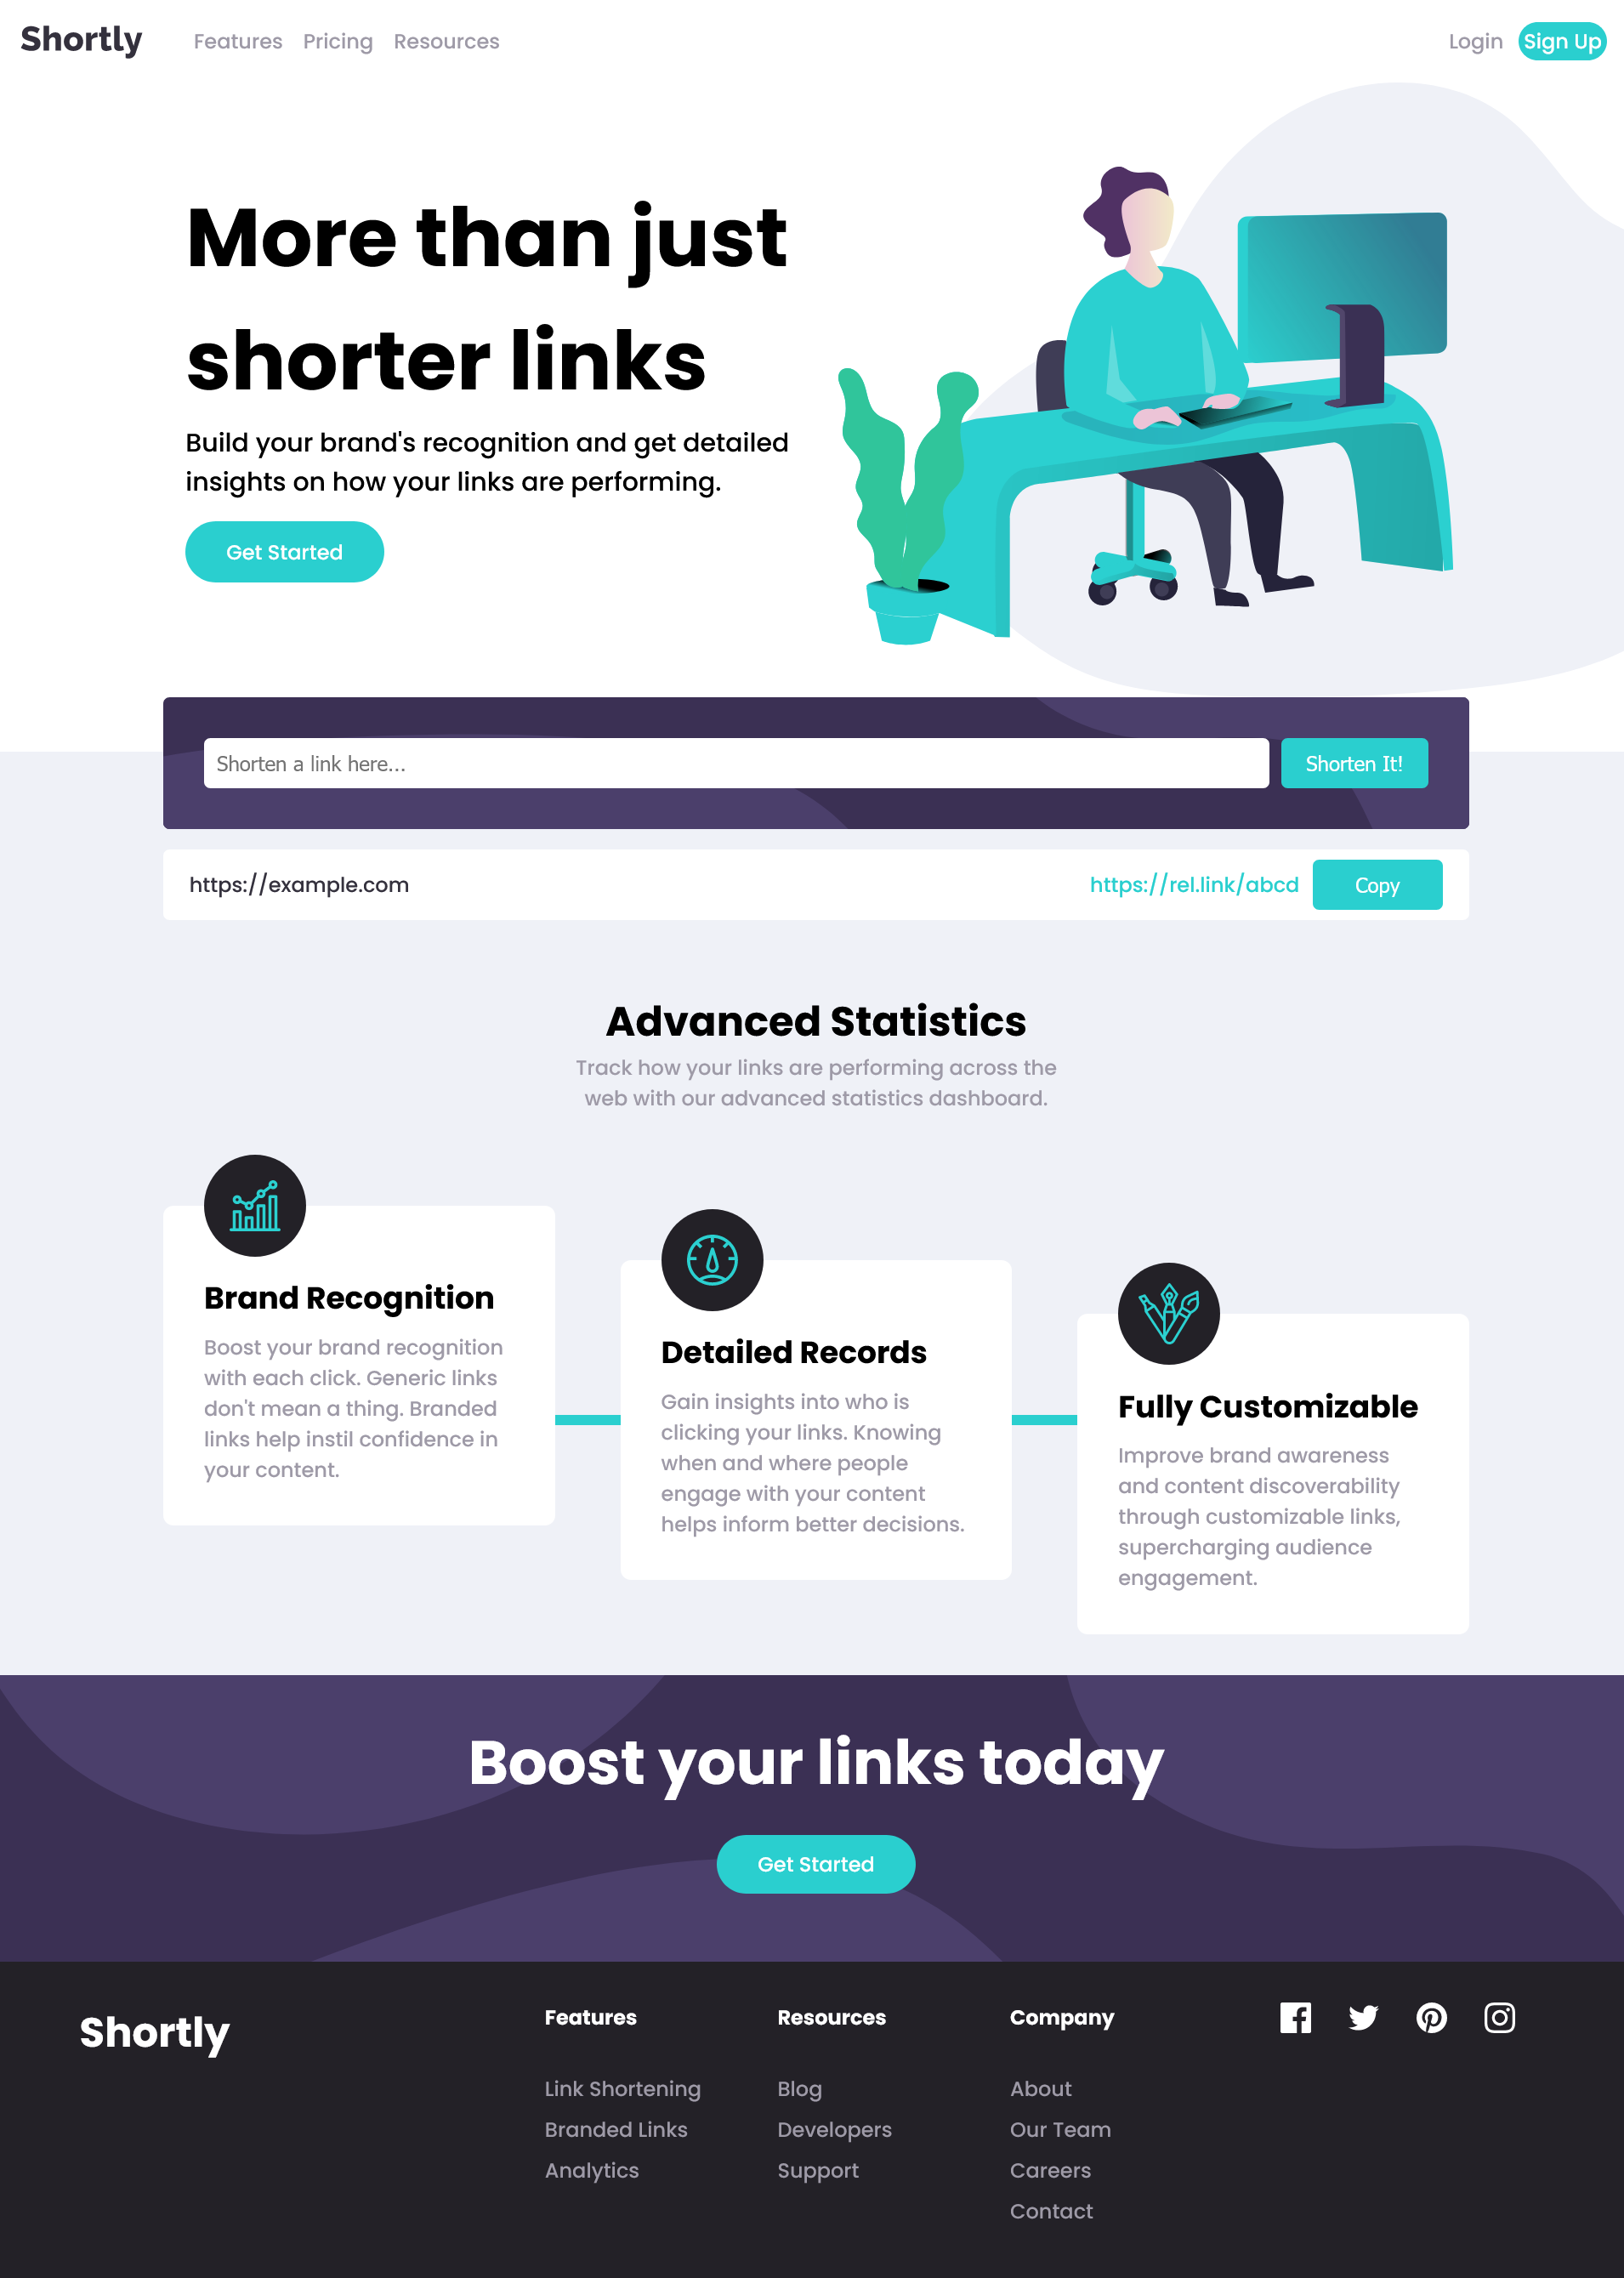 Shortly
Features Pricing Resources
Login Sign Up
More than just
shorter links
Build your brand's recognition and get detailed
insights on how your links are performing.
Get Started
Shorten a link here...
Shorten It!
https://example.com
https://rel.link/abcd
Copy
Advanced Statistics
Track how your links are performing across the
web with our advanced statistics dashboard.
Brand Recognition
Boost your brand recognition
with each click. Generic links
don't mean a thing. Branded
links help instil confidence in
your content.
Detailed Records
Gain insights into who is
clicking your links. Knowing
when and where people
engage with your content
helps inform better decisions.
Fully Customizable
Improve brand awareness
and content discoverability
through customizable links,
supercharging audience
engagement.
Boost your links today
Get Started
Shortly
Features
Link Shortening
Branded Links
Analytics
Resources
Blog
Developers
Support
Company
About
Our Team
Careers
Contact